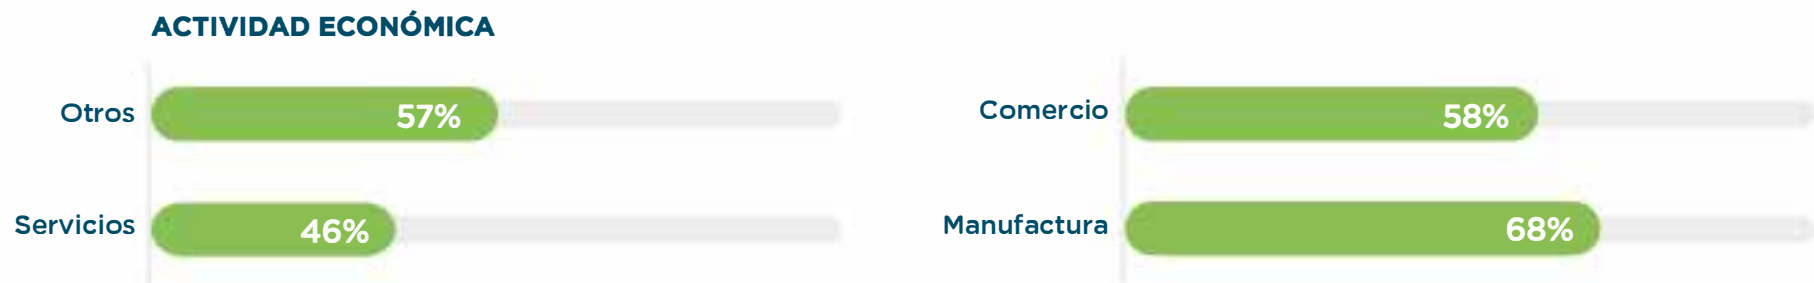 ACTIVIDAD ECONÓMICA
Otros 57%
Comercio 58%
Servicios 46%
Manufactura 68%